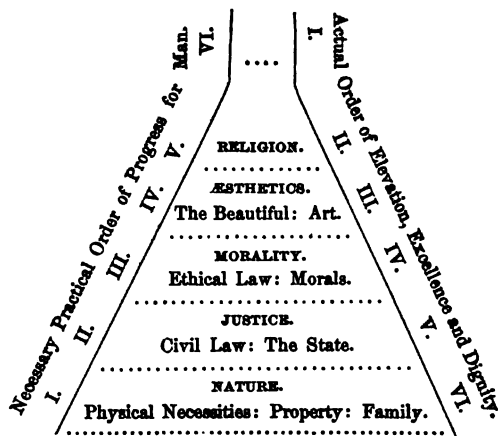 Necessary Practical Order of Progress for Man.
I. II. III. IV. V. VI.
....
RELIGION.
ÆSTHETICS.
The Beautiful: Art.
MORALITY.
Ethical Law: Morals.
JUSTICE.
Civil Law: The State.
NATURE.
Physical Necessities: Property: Family.
Actual Order of Elevation, Excellence and Dignity.
I. II. III. IV. V. VI.